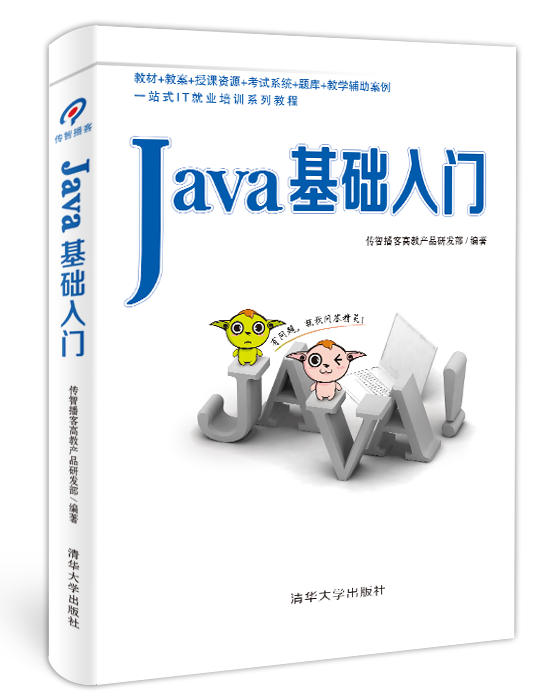 教材+教案+授课资源+考试系统+题库+教学辅助案例
一站式IT就业培训系列教程
Java基础入门
传智播客高教产品研发部 / 编著
有问题，就找问答精灵！
JAVA!
清华大学出版社
传智播客
Java基础入门
传智播客高教产品研发部 / 编著
清华大学出版社